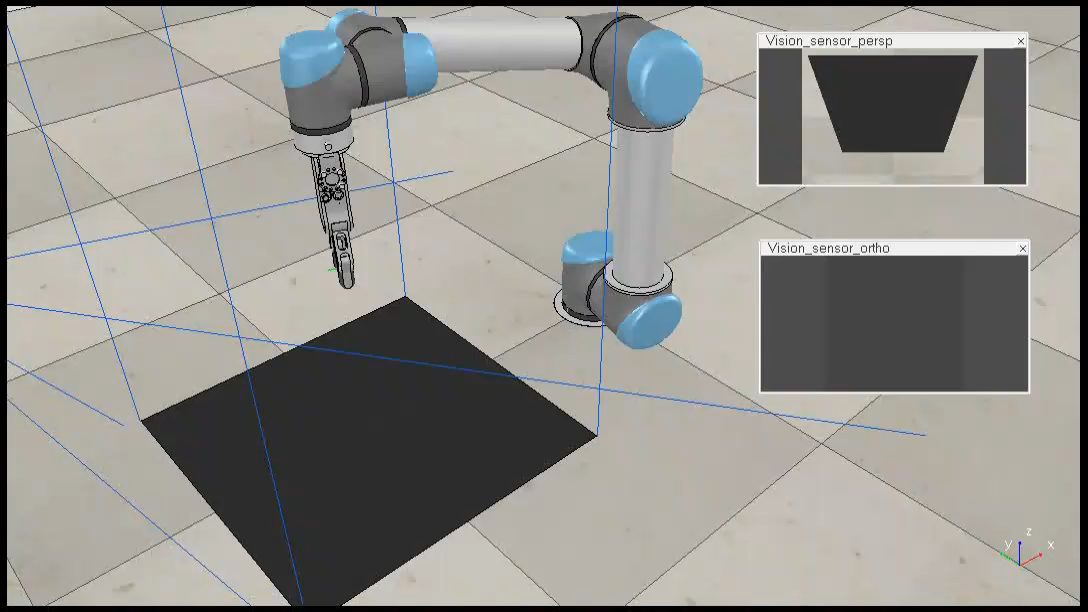 Vision_sensor_persp ×
Vision_sensor_ortho ×
z
y x